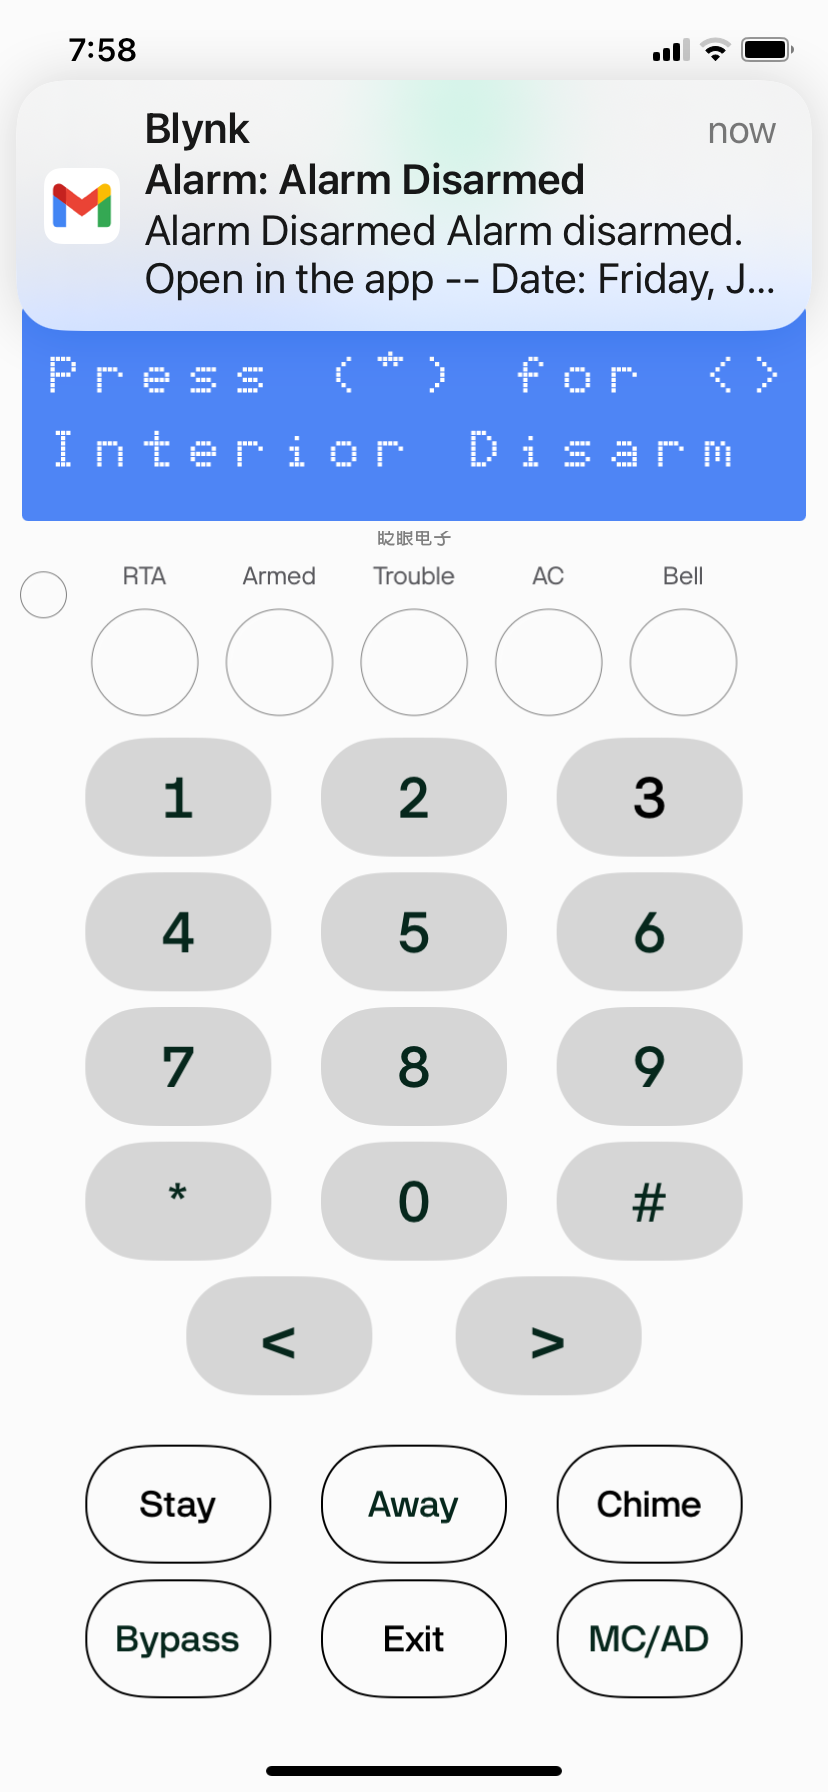 7:58
Blynk now
Alarm: Alarm Disarmed
Alarm Disarmed Alarm disarmed.
Open in the app -- Date: Friday, J...
Press (*) for <>
Interior Disarm
眨眼电子
RTA Armed Trouble AC Bell
1 2 3
4 5 6
7 8 9
* 0 #
< >
Stay Away Chime
Bypass Exit MC/AD